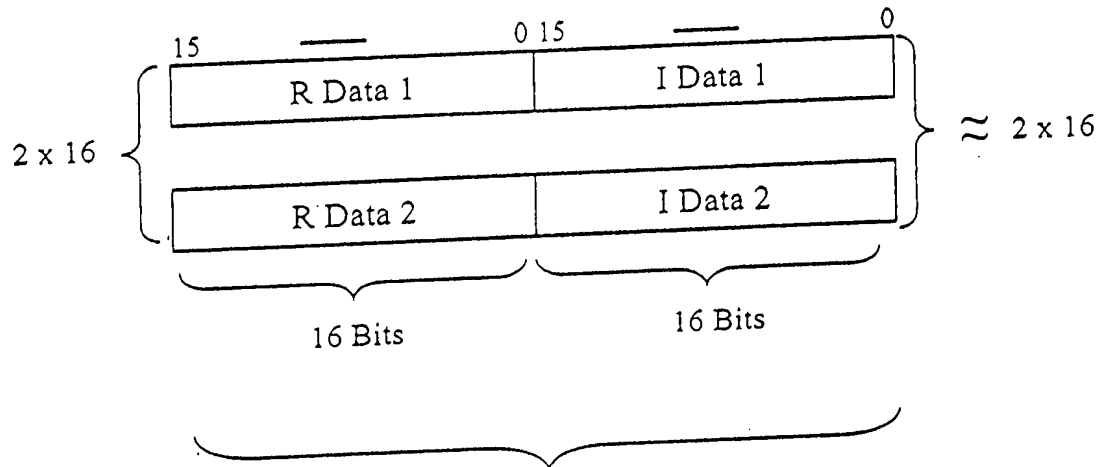 15 0 15 0
R Data 1 I Data 1
2 x 16 ≈ 2 x 16
R Data 2 I Data 2
16 Bits 16 Bits